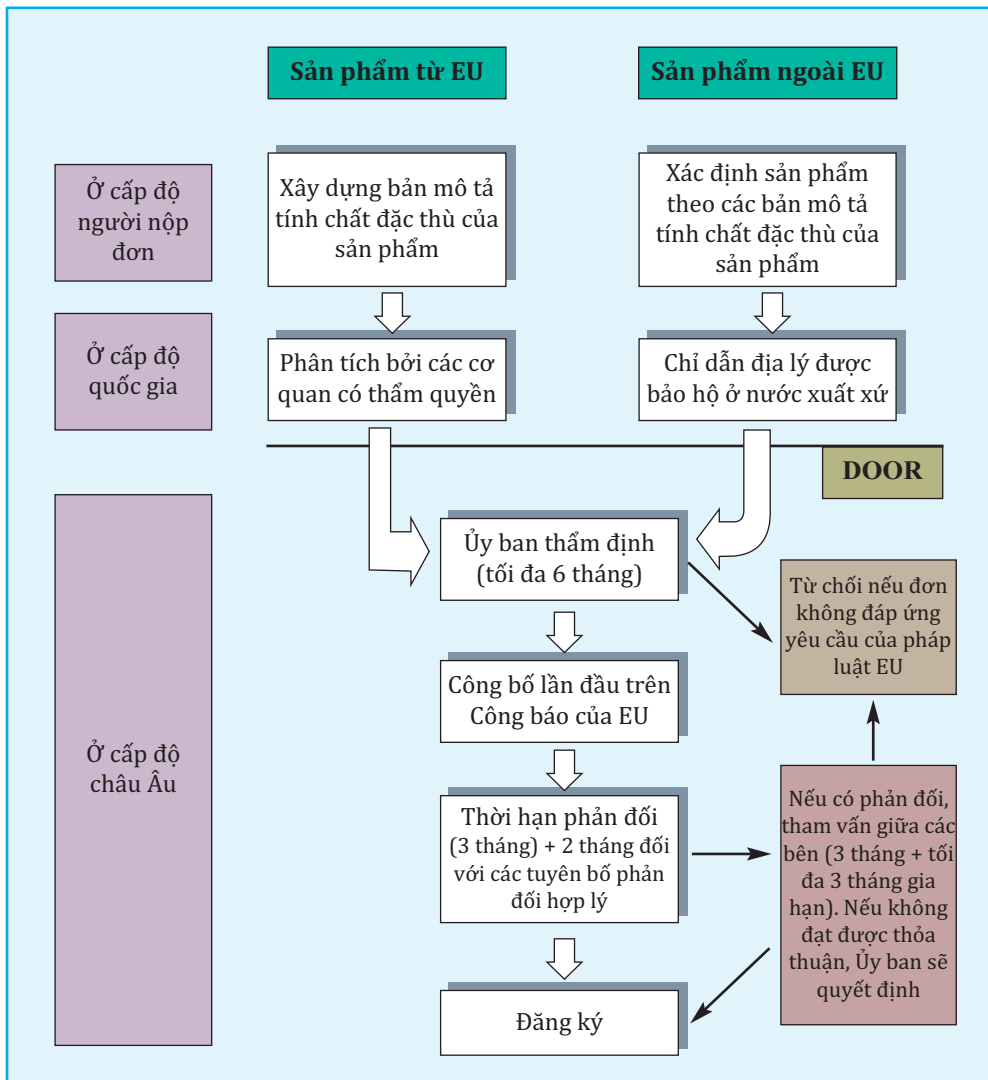 Sản phẩm từ EU
Sản phẩm ngoài EU
Ở cấp độ
người nộp
đơn
Xây dựng bản mô tả
tính chất đặc thù của
sản phẩm
Xác định sản phẩm
theo các bản mô tả
tính chất đặc thù của
sản phẩm
Ở cấp độ
quốc gia
Phân tích bởi các cơ
quan có thẩm quyền
Chỉ dẫn địa lý được
bảo hộ ở nước xuất xứ
DOOR
Ở cấp độ
châu Âu
Ủy ban thẩm định
(tối đa 6 tháng)
Từ chối nếu đơn
không đáp ứng
yêu cầu của pháp
luật EU
Công bố lần đầu trên
Công báo của EU
Thời hạn phản đối
(3 tháng) + 2 tháng đối
với các tuyên bố phản
đối hợp lý
Nếu có phản đối,
tham vấn giữa các
bên (3 tháng + tối
đa 3 tháng gia
hạn). Nếu không
đạt được thỏa
thuận, Ủy ban sẽ
quyết định
Đăng ký